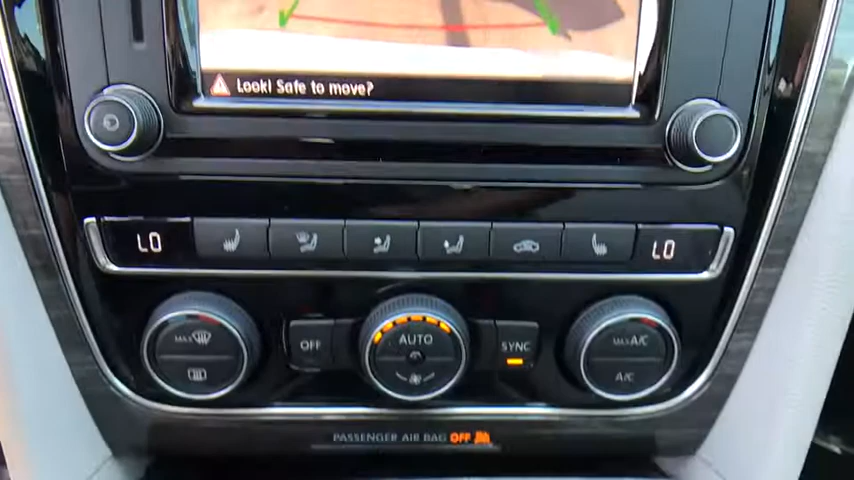 Look! Safe to move?
LO
LO
MAX
OFF
AUTO
SYNC
MAX A/C
A/C
PASSENGER AIR BAG OFF